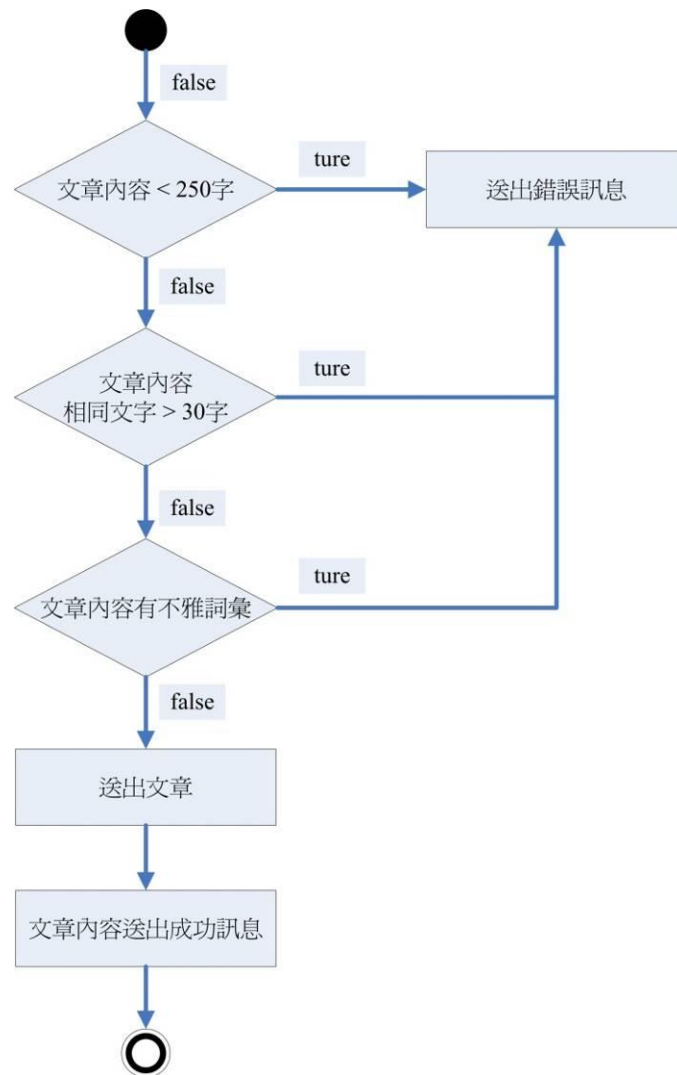 false
文章內容 < 250字
ture
送出錯誤訊息
false
文章內容
相同文字 > 30字
ture
false
文章內容有不雅詞彙
ture
false
送出文章
文章內容送出成功訊息